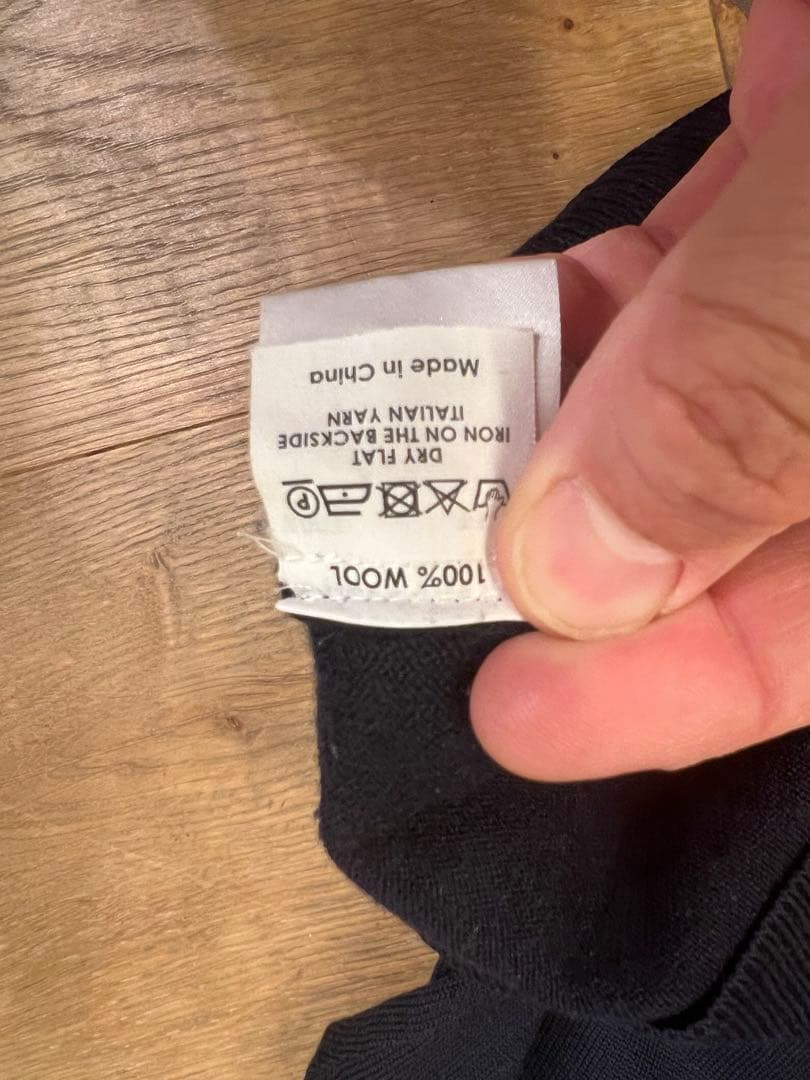 100% WOOL
P
DRY FLAT
IRON ON THE BACKSIDE
ITALIAN YARN
Made in China